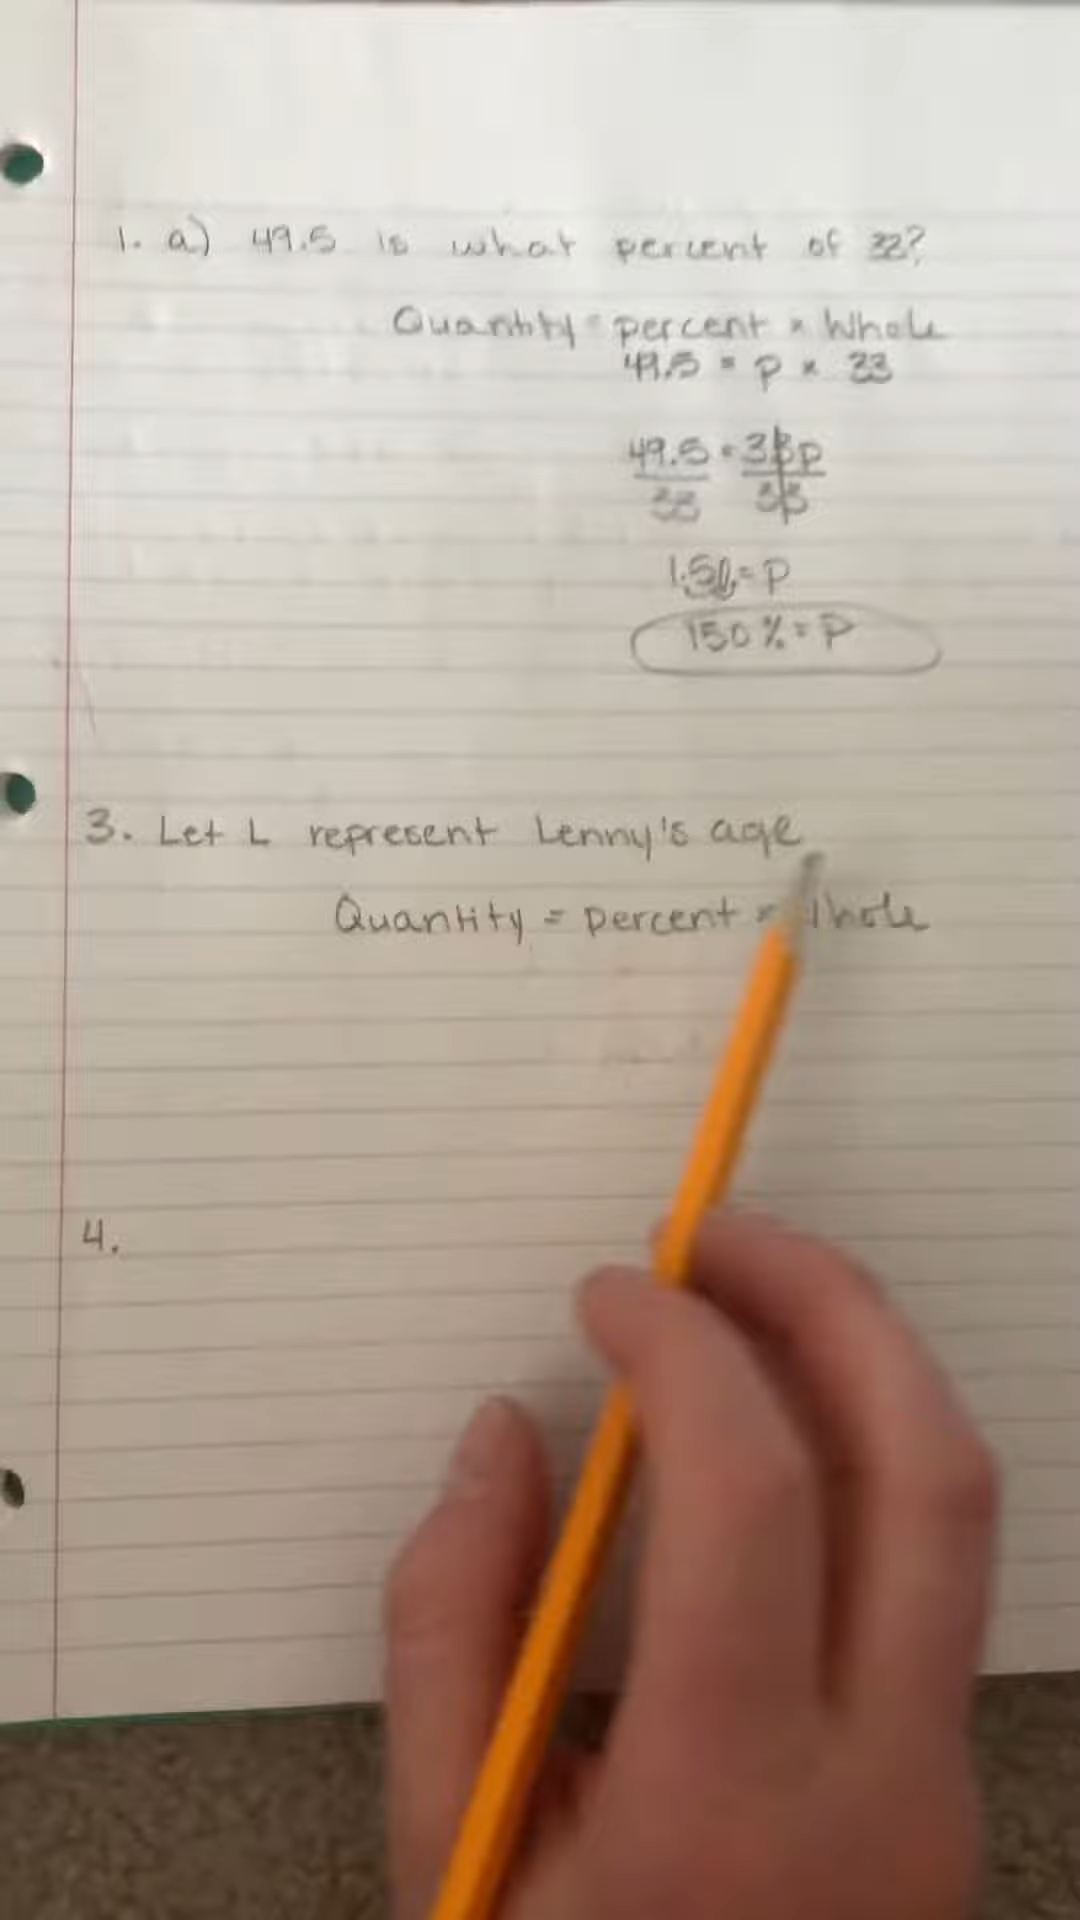 1. a) 49.5 is what percent of 33?
Quantity = percent × Whole
49.5 = p × 33
49.5 = 33p
33 33
1.5 = P
150% = P
3. Let L represent Lenny's age
Quantity = percent × Whole
4.